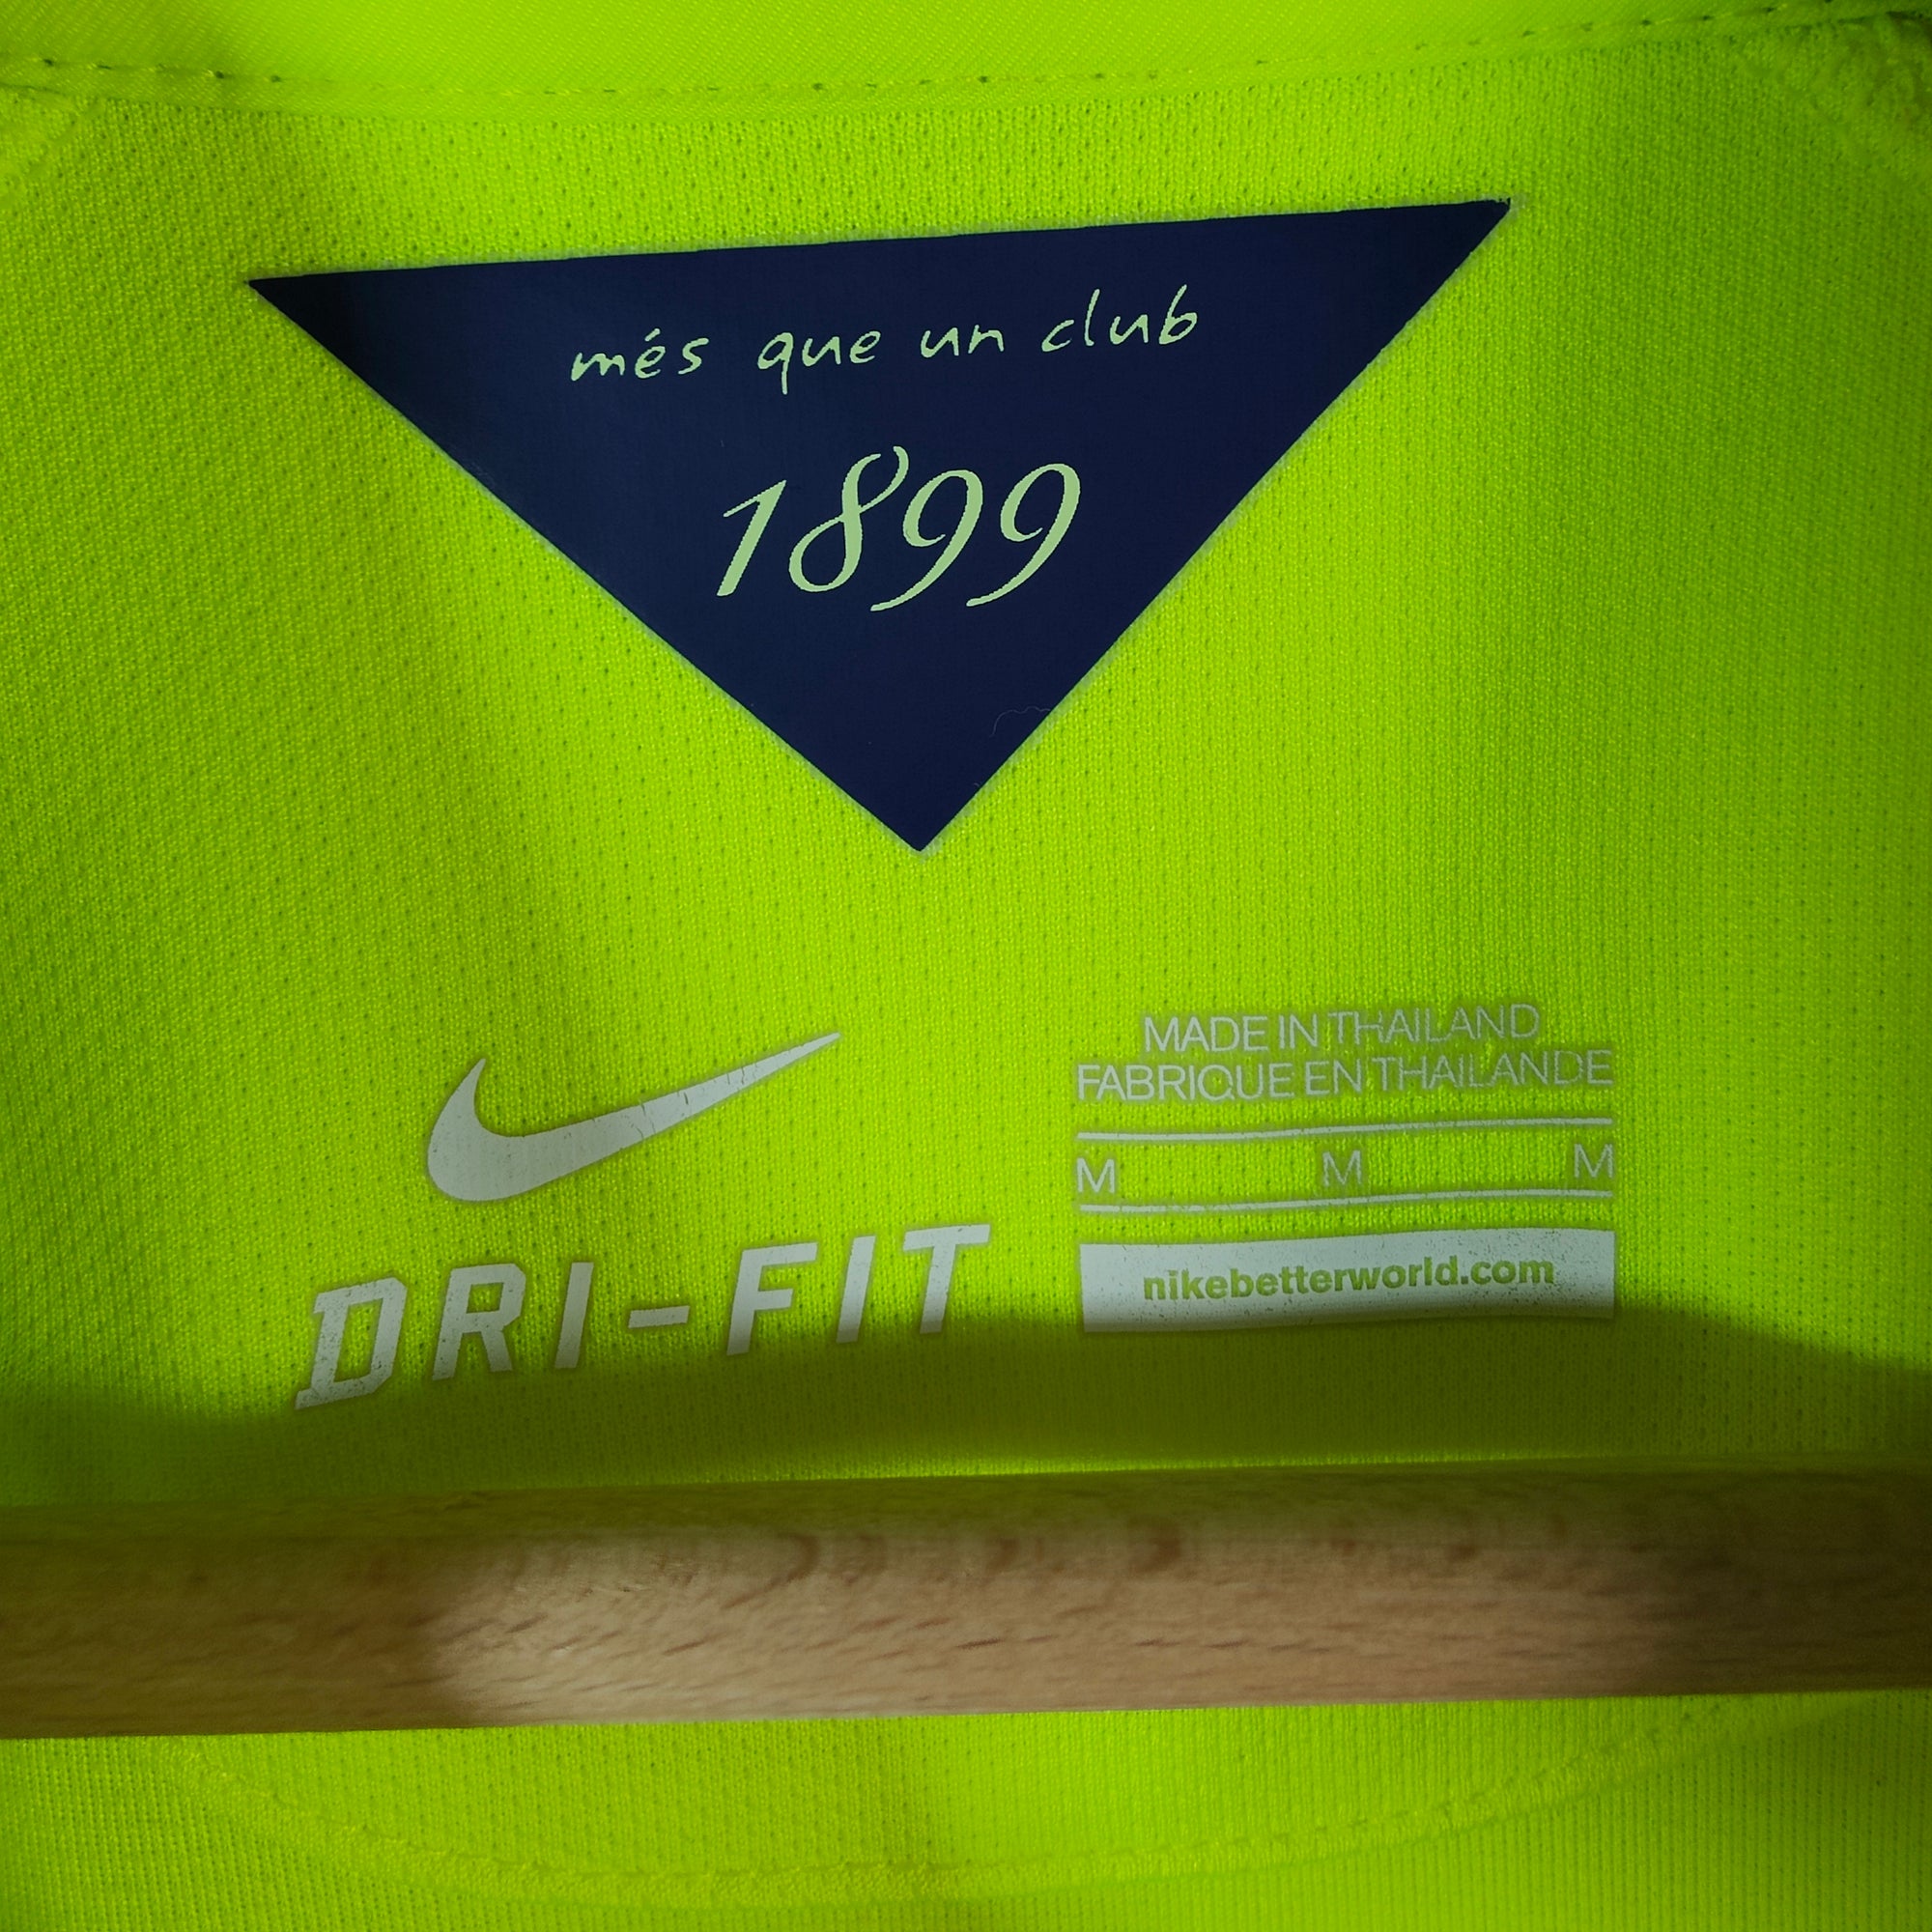 més que un club
1899
MADE IN THAILAND
FABRIQUE EN THAILANDE
M M M
DRI-FIT
nikebetterworld.com